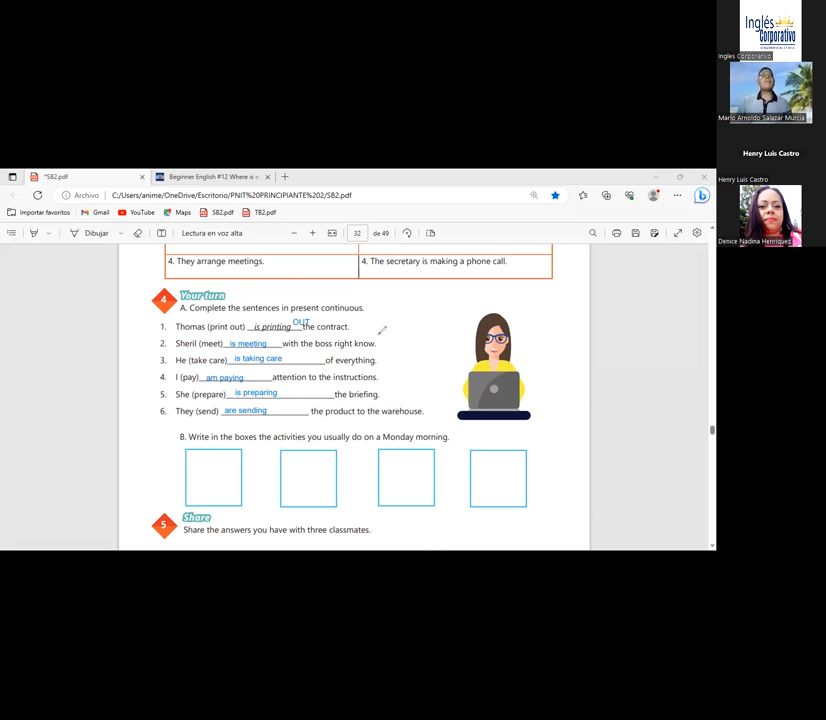 Inglés
Corporativo
Ingles Corporativo
Mario Arnoldo Salazar Murcia
Henry Luis Castro
Henry Luis Castro
Denice Nadina Henriquez
*SB2.pdf
Beginner English #12 Where is
Archivo C:/Users/anime/OneDrive/Escritorio/PNIT%20PRINCIPIANTE%202/SB2.pdf
Importar favoritos Gmail YouTube Maps SB2.pdf TB2.pdf
Dibujar Lectura en voz alta 32 de 49
4. They arrange meetings. 4. The secretary is making a phone call.
4 Your turn
A. Complete the sentences in present continuous.
OUT
1. Thomas (print out) __is printing___the contract.
2. Sheril (meet) is meeting with the boss right know.
3. He (take care) is taking care of everything.
4. I (pay) am paying attention to the instructions.
5. She (prepare) is preparing the briefing.
6. They (send) are sending the product to the warehouse.
B. Write in the boxes the activities you usually do on a Monday morning.
5 Share
Share the answers you have with three classmates.